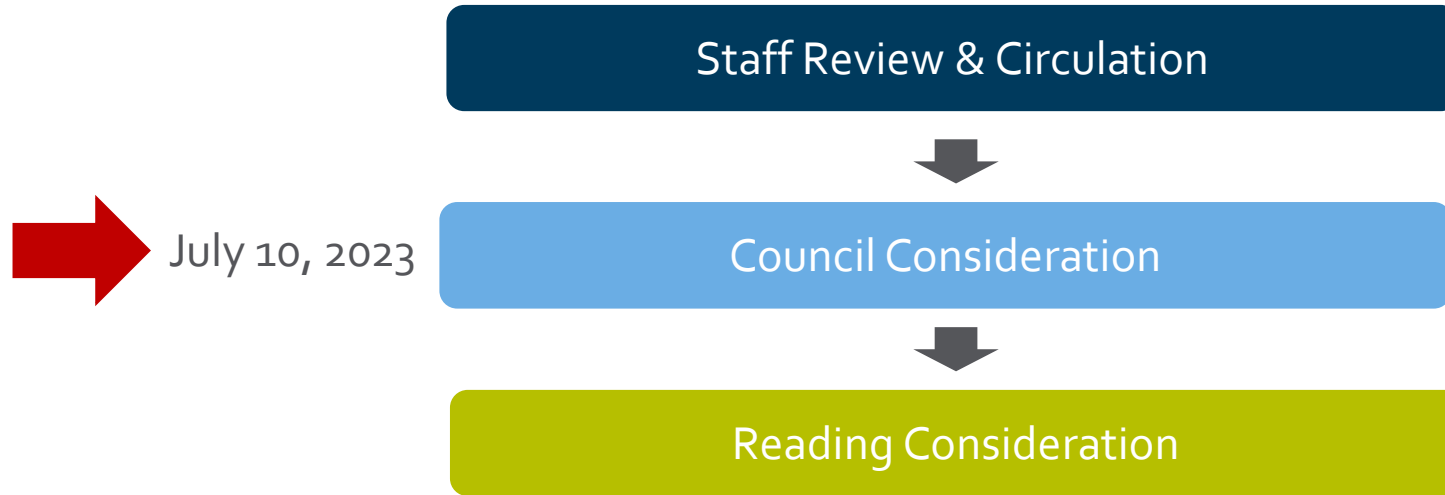 Staff Review & Circulation
July 10, 2023
Council Consideration
Reading Consideration